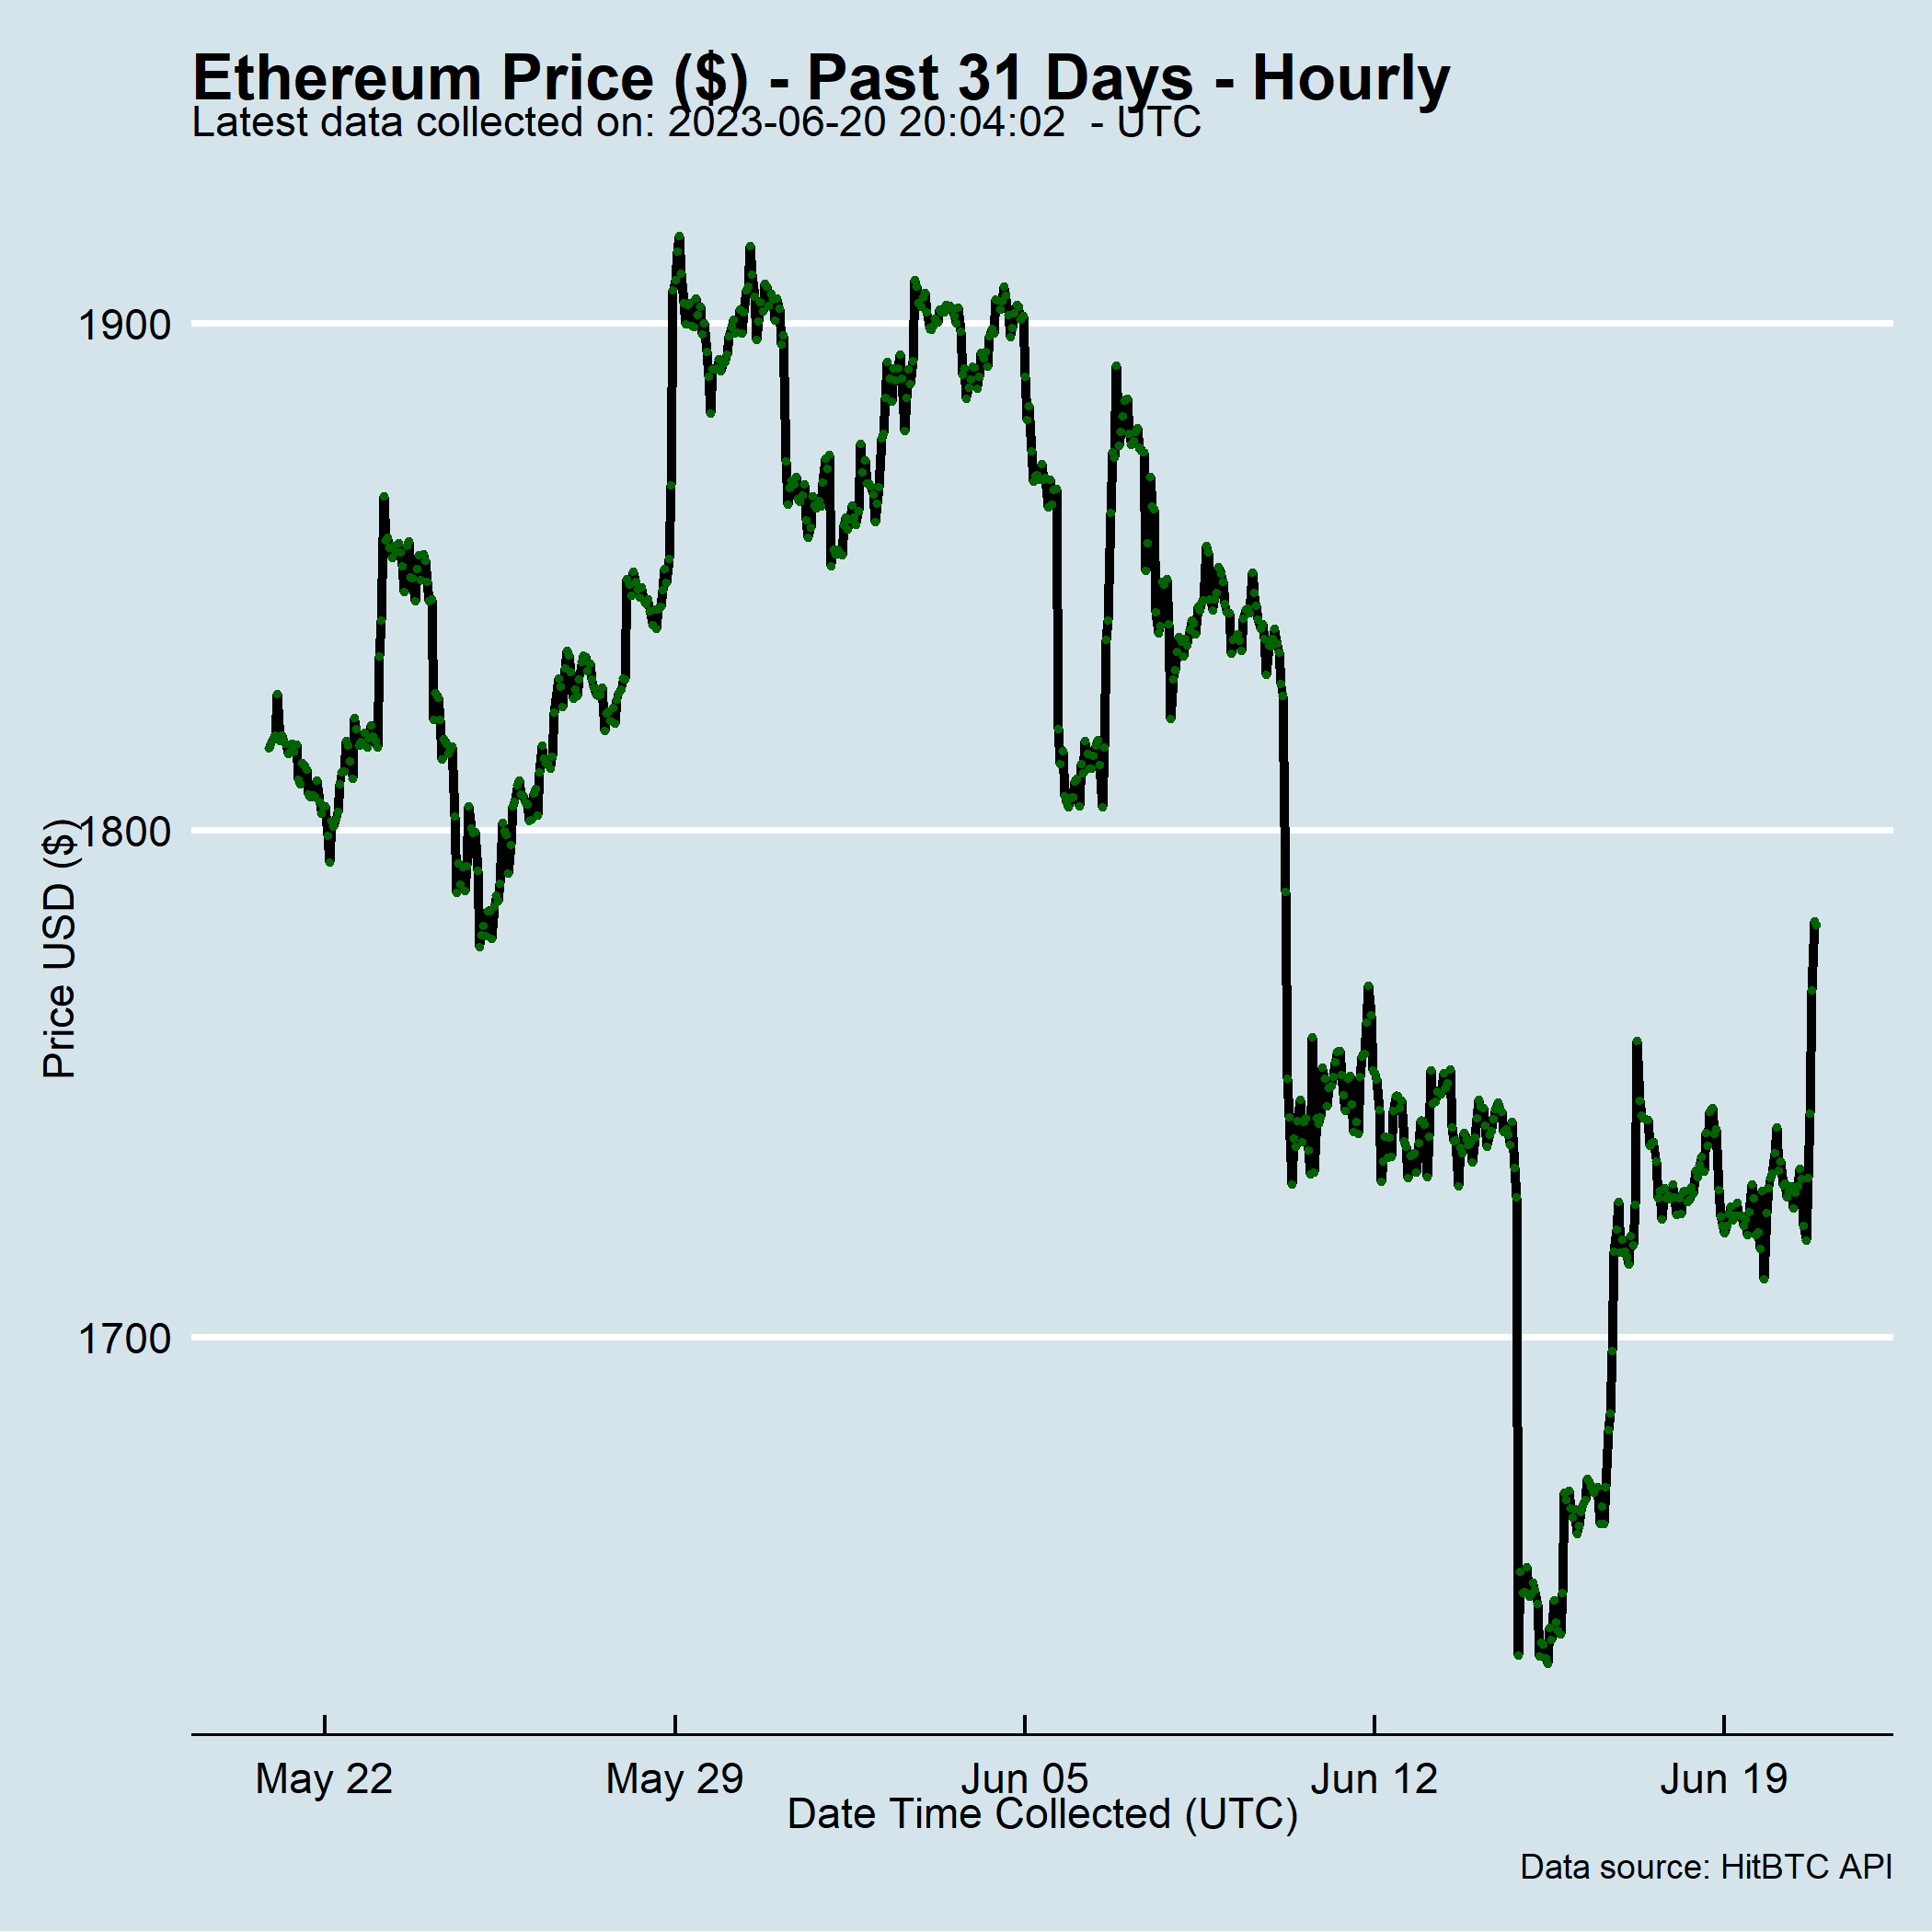 Ethereum Price ($) - Past 31 Days - Hourly
Latest data collected on: 2023-06-20 20:04:02  - UTC
1900
1800
1700
Price USD ($)
May 22
May 29
Jun 05
Jun 12
Jun 19
Date Time Collected (UTC)
Data source: HitBTC API